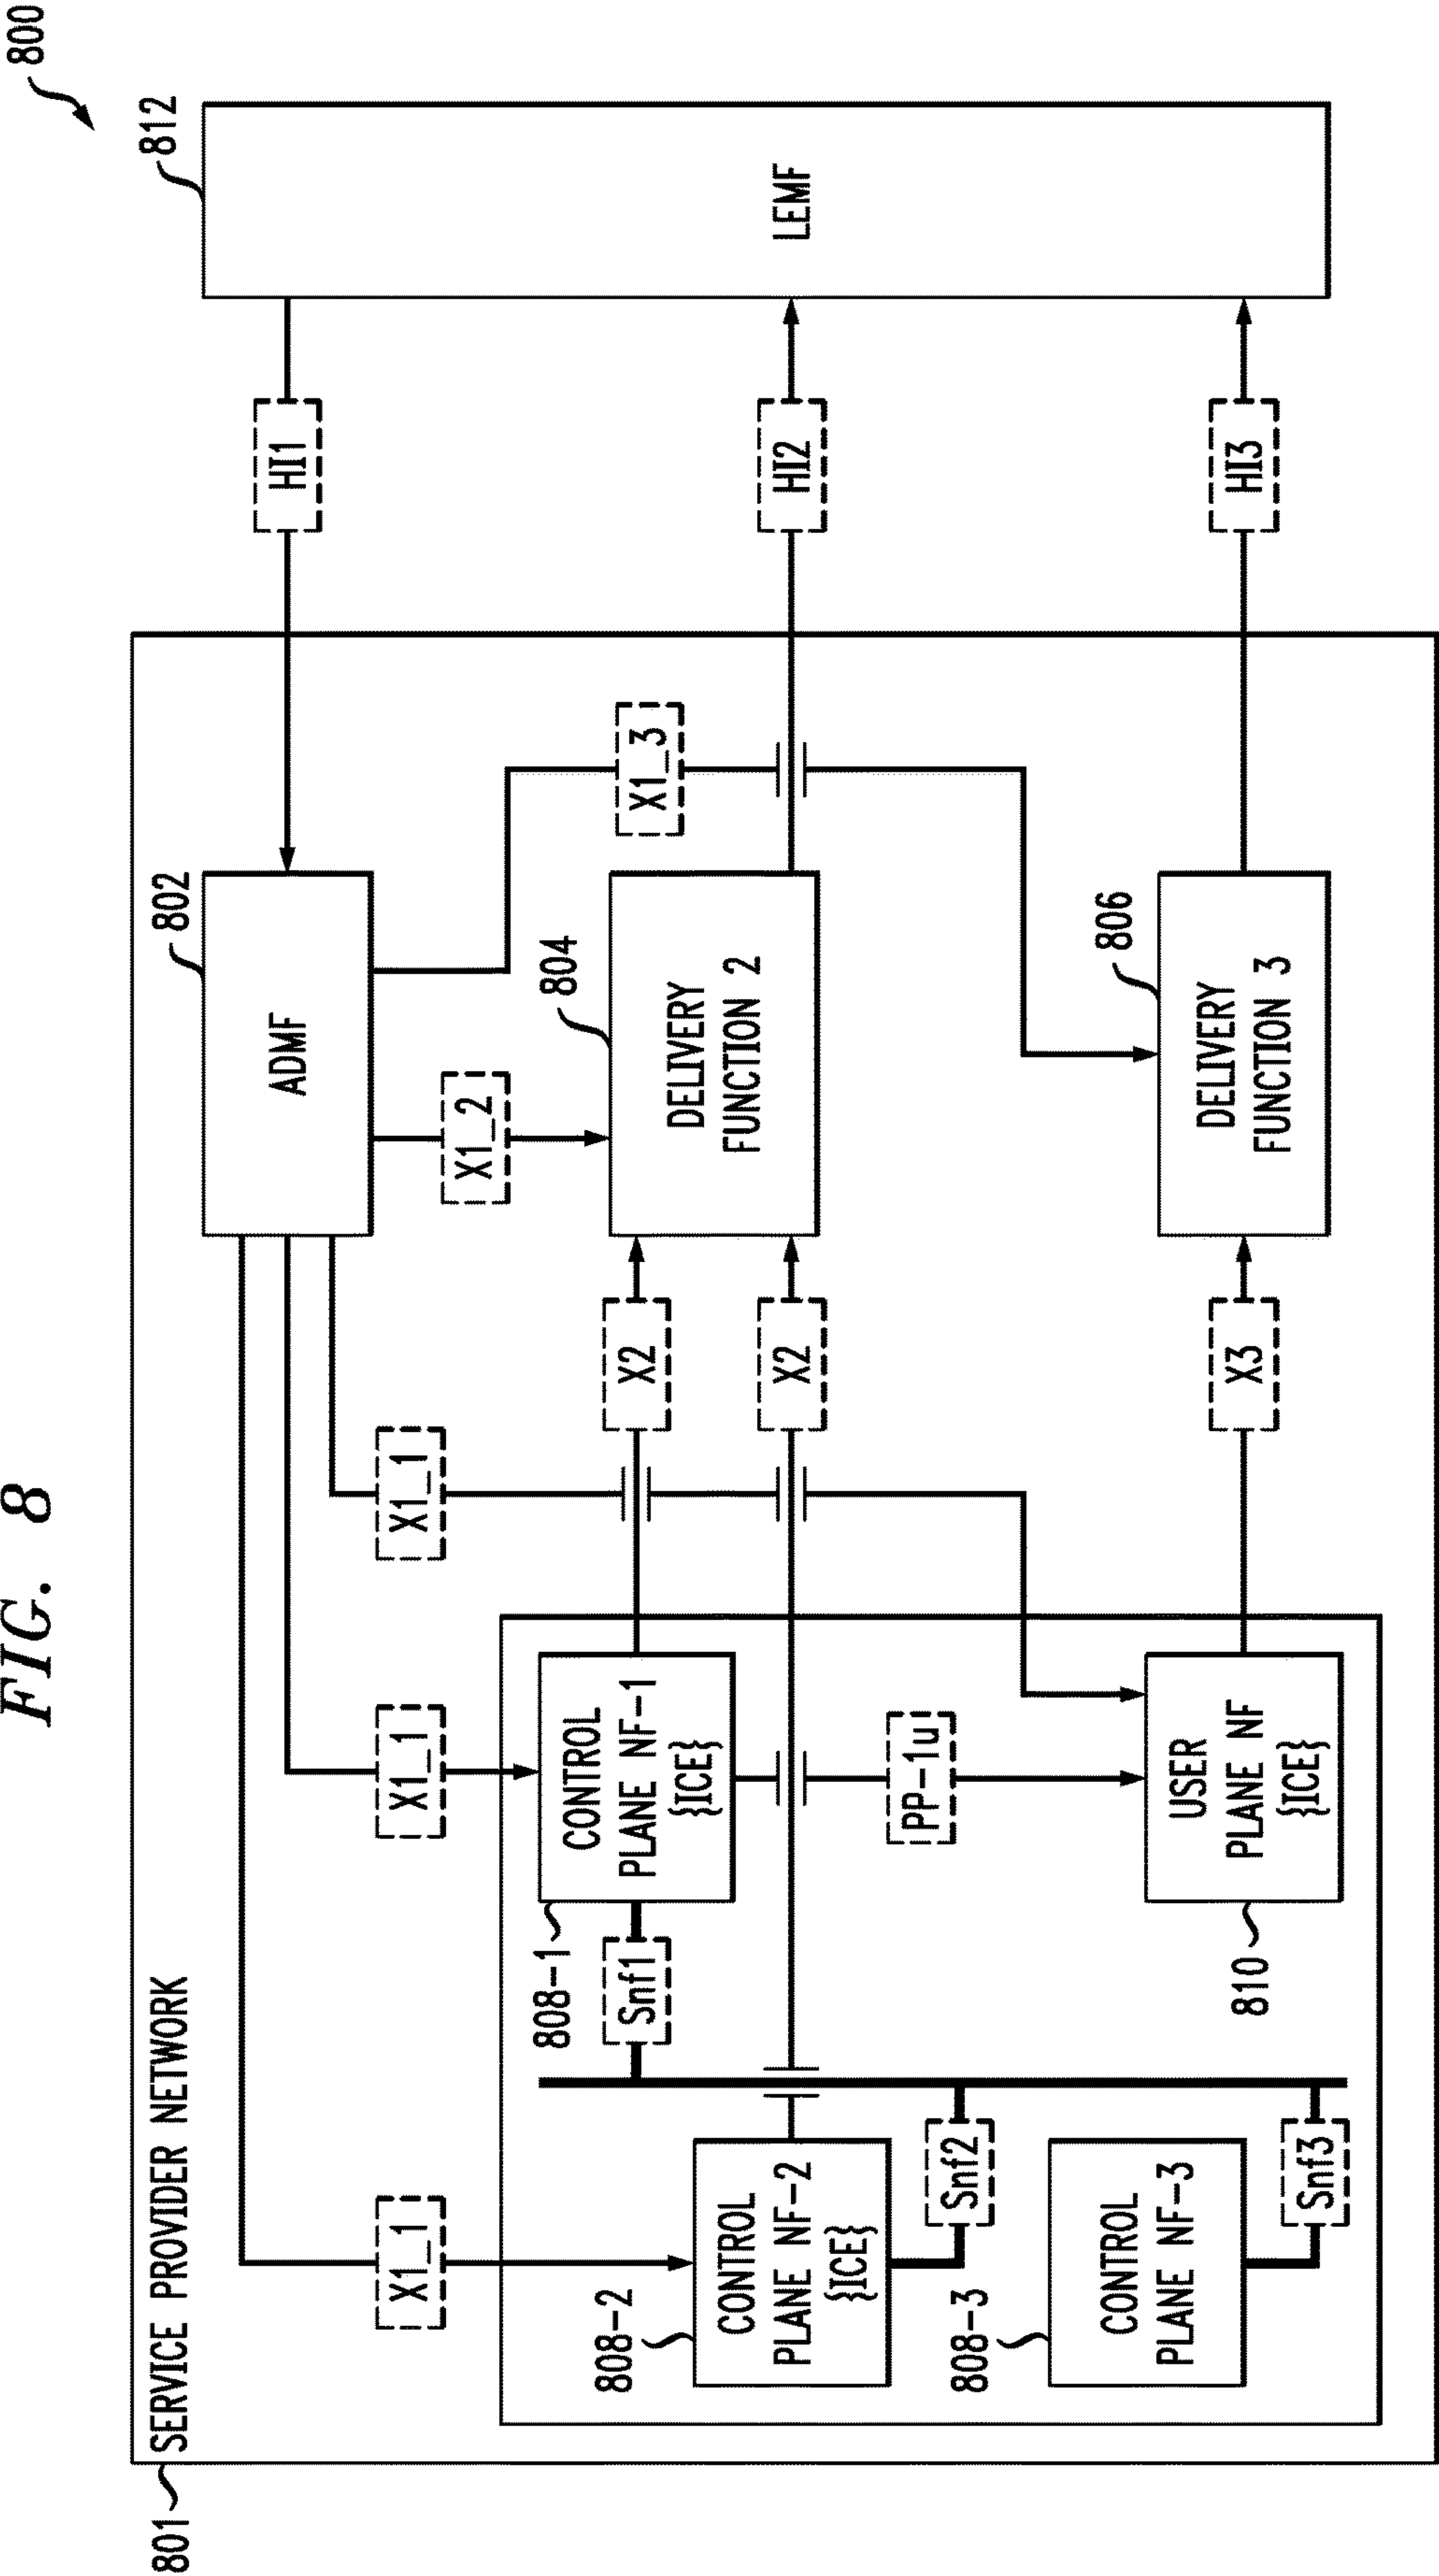 FIG. 8
800
801
SERVICE PROVIDER NETWORK
812
LEMF
HI1
HI2
HI3
802
ADMF
X1_1
X1_1
X1_1
X1_2
X1_3
804
DELIVERY
FUNCTION 2
806
DELIVERY
FUNCTION 3
X2
X2
X3
808-1
CONTROL
PLANE NF-1
{ICE}
Snf1
PP-1u
808-2
CONTROL
PLANE NF-2
{ICE}
Snf2
808-3
CONTROL
PLANE NF-3
Snf3
810
USER
PLANE NF
{ICE}